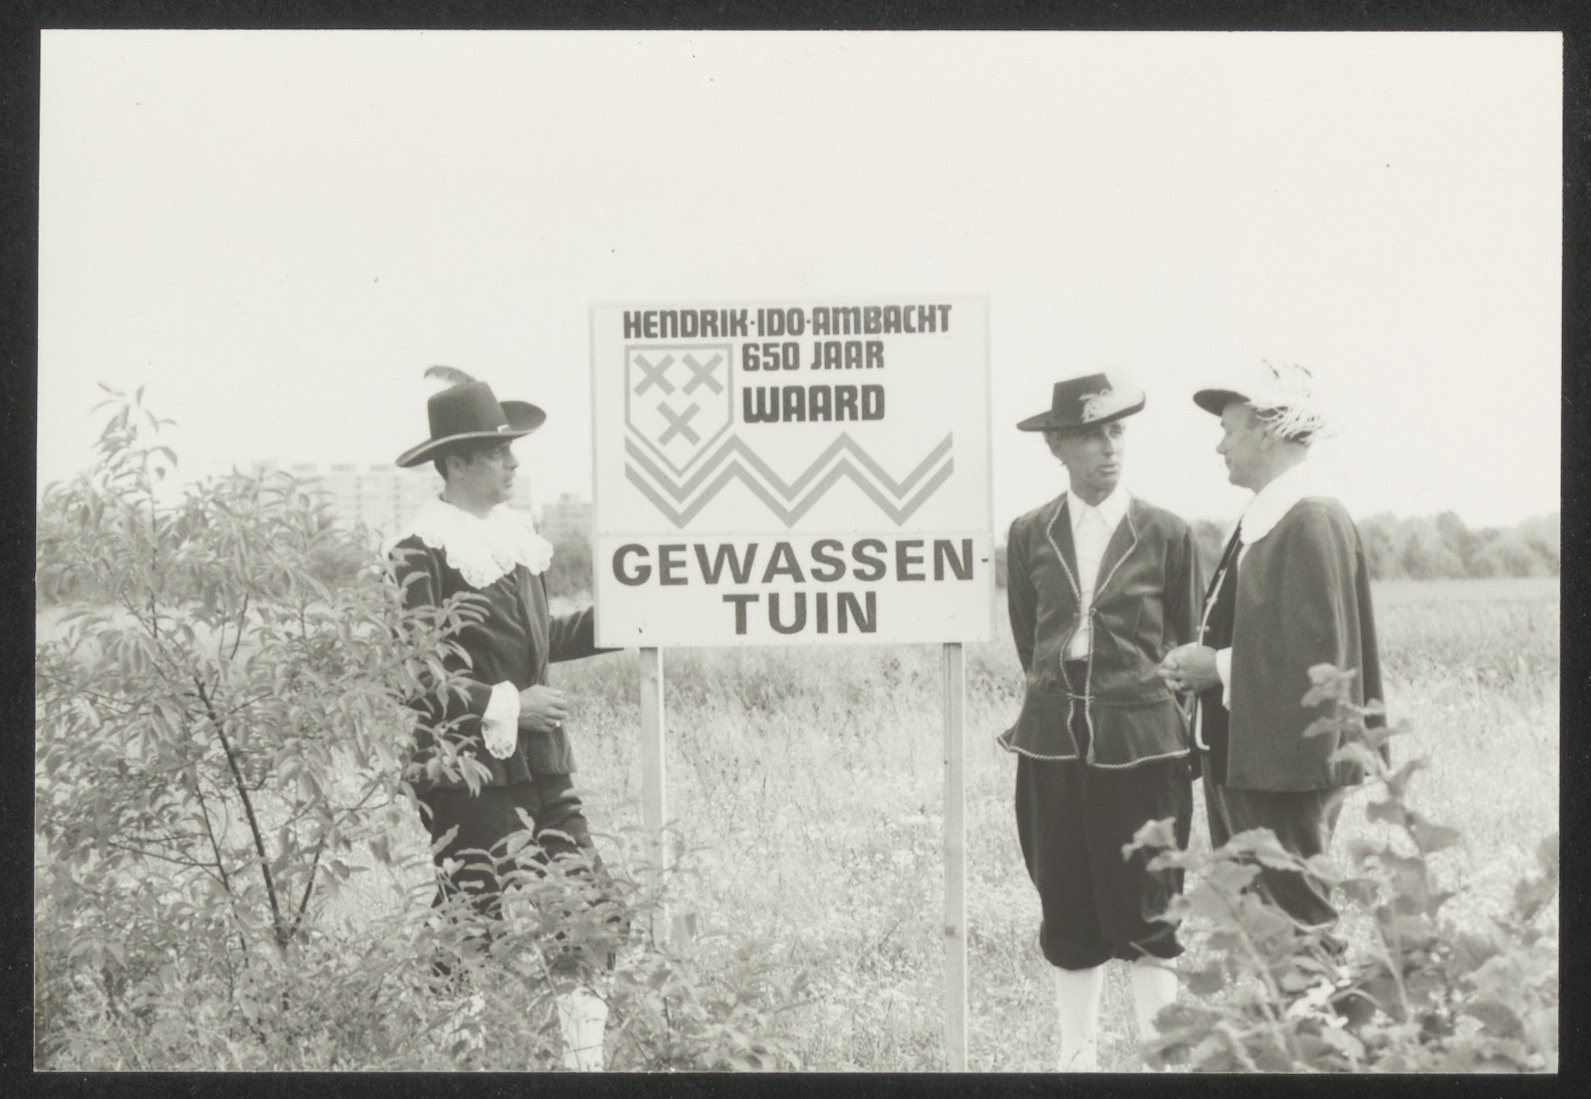 HENDRIK·IDO·AMBACHT
650 JAAR
WAARD
GEWASSEN-
TUIN